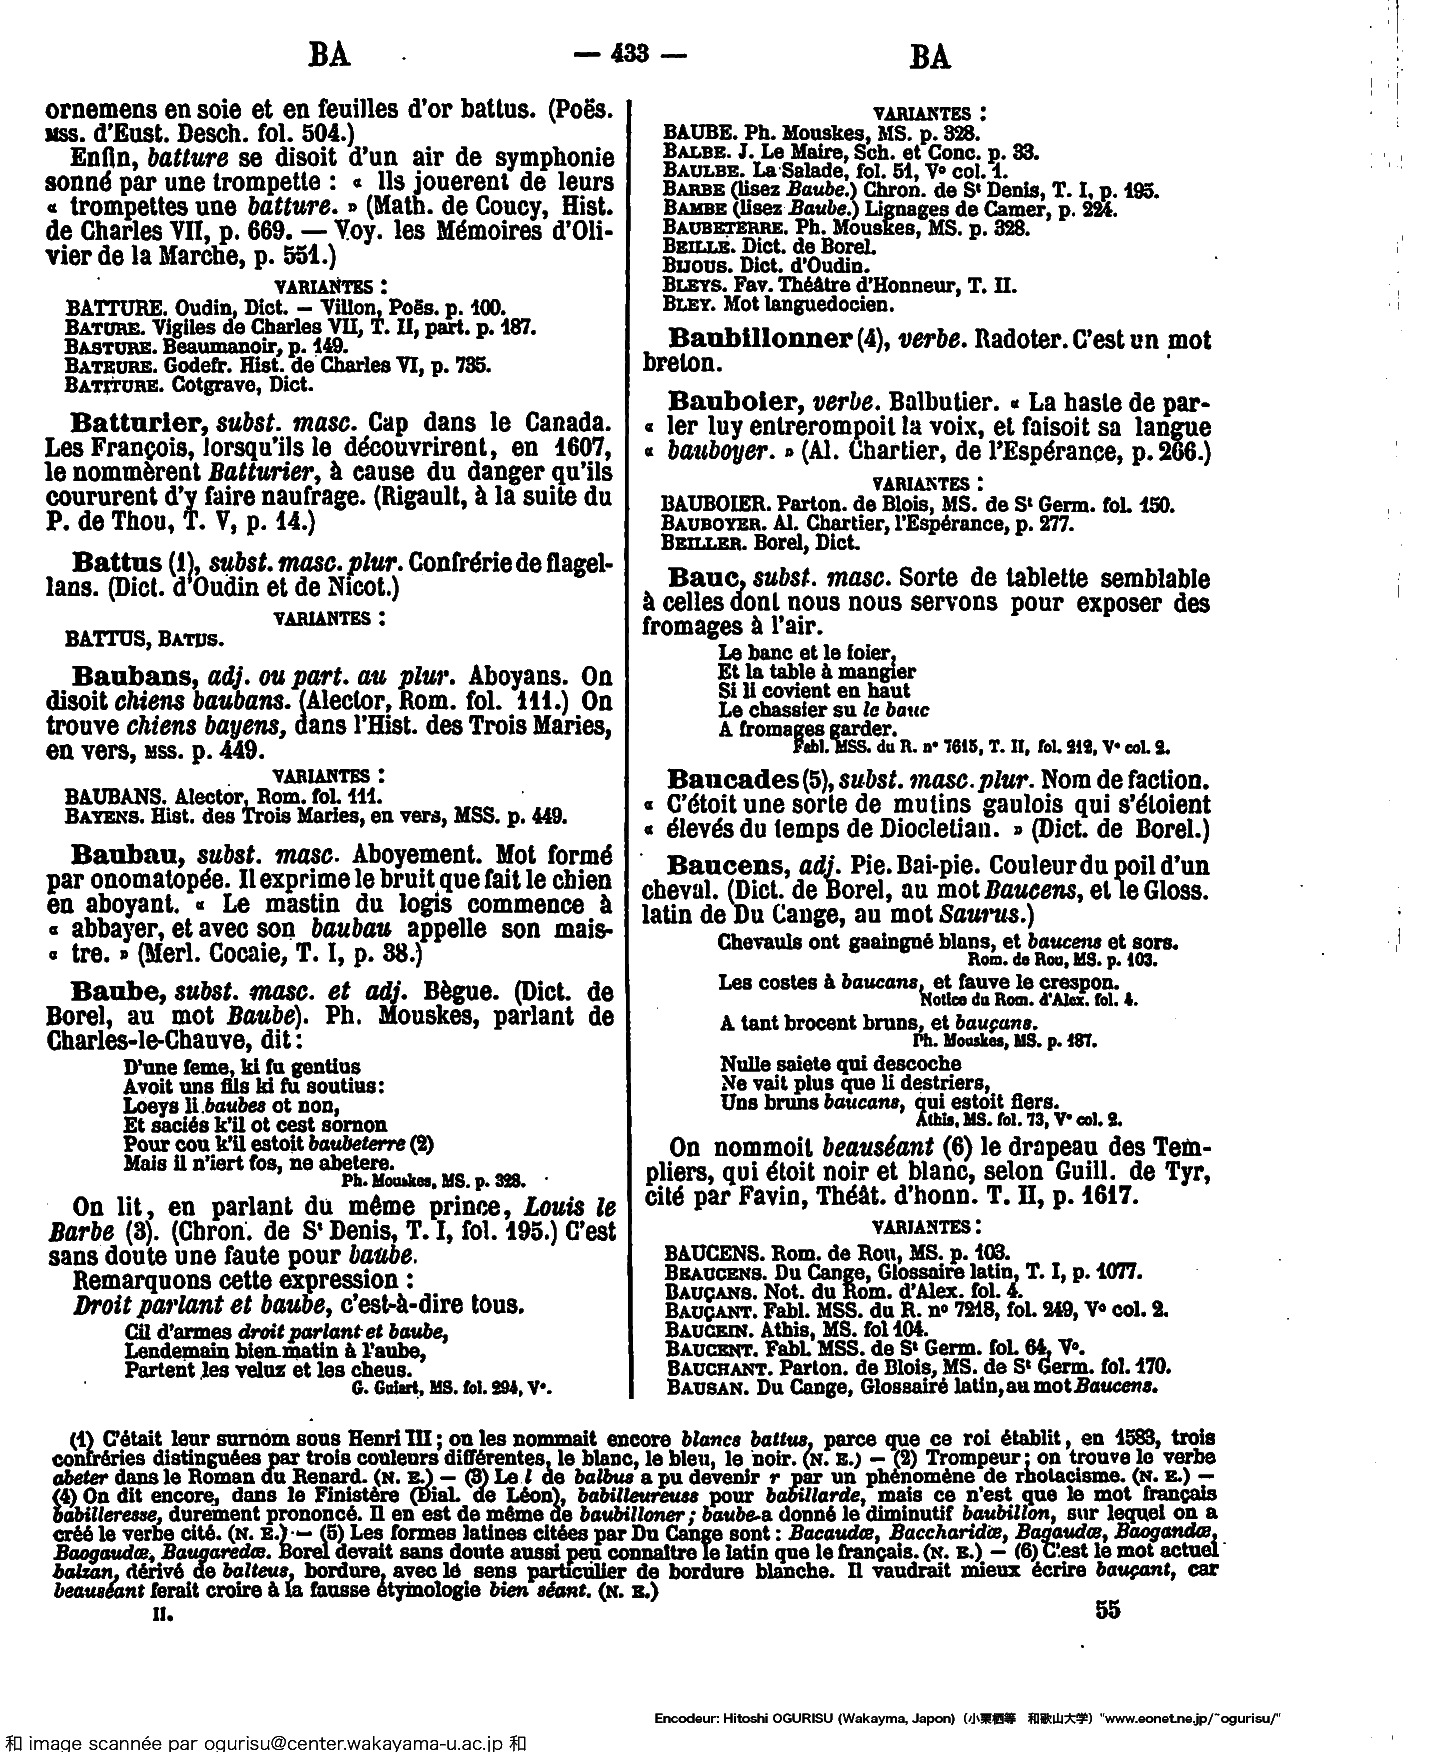 BA
— 433 —
BA
ornemens en soie et en feuilles d'or battus. (Poës.
MSS. d'Eust. Desch. fol. 504.)
Enfin, batture se disoit d'un air de symphonie
sonné par une trompette : « Ils jouerent de leurs
« trompettes une batture. » (Math. de Coucy, Hist.
de Charles VII, p. 669. — Voy. les Mémoires d'Oli-
vier de la Marche, p. 551.)
VARIANTES :
BATTURE. Oudin, Dict. — Villon, Poës. p. 100.
BATURE. Vigiles de Charles VII, T. II, part. p. 187.
BASTURE. Beaumanoir, p. 149.
BATEURE. Godefr. Hist. de Charles VI, p. 735.
BATITURE. Cotgrave, Dict.
Batturier, subst. masc. Cap dans le Canada.
Les François, lorsqu'ils le découvrirent, en 1607,
le nommèrent Batturier, à cause du danger qu'ils
coururent d'y faire naufrage. (Rigault, à la suite du
P. de Thou, T. V, p. 14.)
Battus (1), subst. masc. plur. Confrérie de flagel-
lans. (Dict. d'Oudin et de Nicot.)
VARIANTES :
BATTUS, BATUS.
Baubans, adj. ou part. au plur. Aboyans. On
disoit chiens baubans. (Alector, Rom. fol. 111.) On
trouve chiens bayens, dans l'Hist. des Trois Maries,
en vers, MSS. p. 449.
VARIANTES :
BAUBANS. Alector, Rom. fol. 111.
BAYENS. Hist. des Trois Maries, en vers, MSS. p. 449.
Baubau, subst. masc. Aboyement. Mot formé
par onomatopée. Il exprime le bruit que fait le chien
en aboyant. « Le mastin du logis commence à
« abbayer, et avec son baubau appelle son mais-
« tre. » (Merl. Cocaie, T. I, p. 38.)
Baube, subst. masc. et adj. Bègue. (Dict. de
Borel, au mot Baube). Ph. Mouskes, parlant de
Charles-le-Chauve, dit :
D'une feme, ki fu gentius
Avoit uns fils ki fu soutius:
Loeys li baubes ot non,
Et saciés k'il ot cest sornon
Pour cou k'il estoit baubeterre (2)
Mais il n'iert fos, ne abetere.
Ph. Mouskes, MS. p. 328.
On lit, en parlant du même prince, Louis le
Barbe (3). (Chron. de St Denis, T. I, fol. 195.) C'est
sans doute une faute pour baube.
Remarquons cette expression :
Droit parlant et baube, c'est-à-dire tous.
Cil d'armes droit parlant et baube,
Lendemain bien matin à l'aube,
Partent les veluz et les cheus.
G. Guiart, MS. fol. 294, V°.
VARIANTES :
BAUBE. Ph. Mouskes, MS. p. 328.
BALBE. J. Le Maire, Sch. et Conc. p. 33.
BAULBE. La Salade, fol. 51, V° col. 1.
BARBE (lisez Baube.) Chron. de St Denis, T. I, p. 195.
BAMBE (lisez Baube.) Lignages de Camer, p. 224.
BAUBETERRE. Ph. Mouskes, MS. p. 328.
BEILLE. Dict. de Borel.
BIJOUS. Dict. d'Oudin.
BLEYS. Fav. Théâtre d'Honneur, T. II.
BLEY. Mot languedocien.
Baubillonner (4), verbe. Radoter. C'est un mot
breton.
Bauboier, verbe. Balbutier. « La haste de par-
« ler luy entrerompoit la voix, et faisoit sa langue
« bauboyer. » (Al. Chartier, de l'Espérance, p. 266.)
VARIANTES :
BAUBOIER. Parton. de Blois, MS. de St Germ. fol. 150.
BAUBOYER. Al. Chartier, l'Espérance, p. 277.
BEILLER. Borel, Dict.
Bauc, subst. masc. Sorte de tablette semblable
à celles dont nous nous servons pour exposer des
fromages à l'air.
Le banc et le foier,
Et la table à mangier
Si li covient en haut
Le chassier su le bauc
A fromages garder.
Fabl. MSS. du R. n° 7615, T. II, fol. 212, V° col. 2.
Baucades (5), subst. masc. plur. Nom de faction.
« C'étoit une sorte de mutins gaulois qui s'étoient
« élevés du temps de Diocletian. » (Dict. de Borel.)
Baucens, adj. Pie. Bai-pie. Couleur du poil d'un
cheval. (Dict. de Borel, au mot Baucens, et le Gloss.
latin de Du Cange, au mot Saurus.)
Chevauls ont gaaingné blans, et baucens et sors.
Rom. de Rou, MS. p. 103.
Les costes à baucans, et fauve le crespon.
Notice du Rom. d'Alex. fol. 4.
A tant brocent bruns, et bauçans.
Ph. Mouskes, MS. p. 187.
Nulle saiete qui descoche
Ne vait plus que li destriers,
Uns bruns baucans, qui estoit fiers.
Athis, MS. fol. 73, V° col. 2.
On nommoit beauséant (6) le drapeau des Tem-
pliers, qui étoit noir et blanc, selon Guill. de Tyr,
cité par Favin, Théât. d'honn. T. II, p. 1617.
VARIANTES :
BAUCENS. Rom. de Rou, MS. p. 103.
BEAUCENS. Du Cange, Glossaire latin, T. I, p. 1077.
BAUÇANS. Not. du Rom. d'Alex. fol. 4.
BAUÇANT. Fabl. MSS. du R. n° 7218, fol. 249, V° col. 2.
BAUCEIN. Athis, MS. fol 104.
BAUCENT. Fabl. MSS. de St Germ. fol. 64, V°.
BAUCHANT. Parton. de Blois, MS. de St Germ. fol. 170.
BAUSAN. Du Cange, Glossairé latin, au mot Baucens.
(1) C'était leur surnom sous Henri III ; on les nommait encore blancs battus, parce que ce roi établit, en 1583, trois
confréries distinguées par trois couleurs différentes, le blanc, le bleu, le noir. (N. E.) — (2) Trompeur ; on trouve le verbe
abeter dans le Roman du Renard. (N. E.) — (3) Le l de balbus a pu devenir r par un phénomène de rhotacisme. (N. E.) —
(4) On dit encore, dans le Finistère (Dial. de Léon), babilleureuss pour babillarde, mais ce n'est que le mot français
babilleresse, durement prononcé. Il en est de même de baubilloner ; baube a donné le diminutif baubillon, sur lequel on a
créé le verbe cité. (N. E.) — (5) Les formes latines citées par Du Cange sont : Bacaudæ, Baccharidæ, Bagaudæ, Baogandæ,
Baogaudæ, Baugaredæ. Borel devait sans doute aussi peu connaître le latin que le français. (N. E.) — (6) C'est le mot actuel
balzan, dérivé de balteus, bordure, avec le sens particulier de bordure blanche. Il vaudrait mieux écrire bauçant, car
beauséant ferait croire à la fausse étymologie bien séant. (N. E.)
II.
55
Encodeur: Hitoshi OGURISU (Wakayma, Japon) (小栗栖等 和歌山大学) "www.eonet.ne.jp/~ogurisu/"
和 image scannée par ogurisu@center.wakayama-u.ac.jp 和